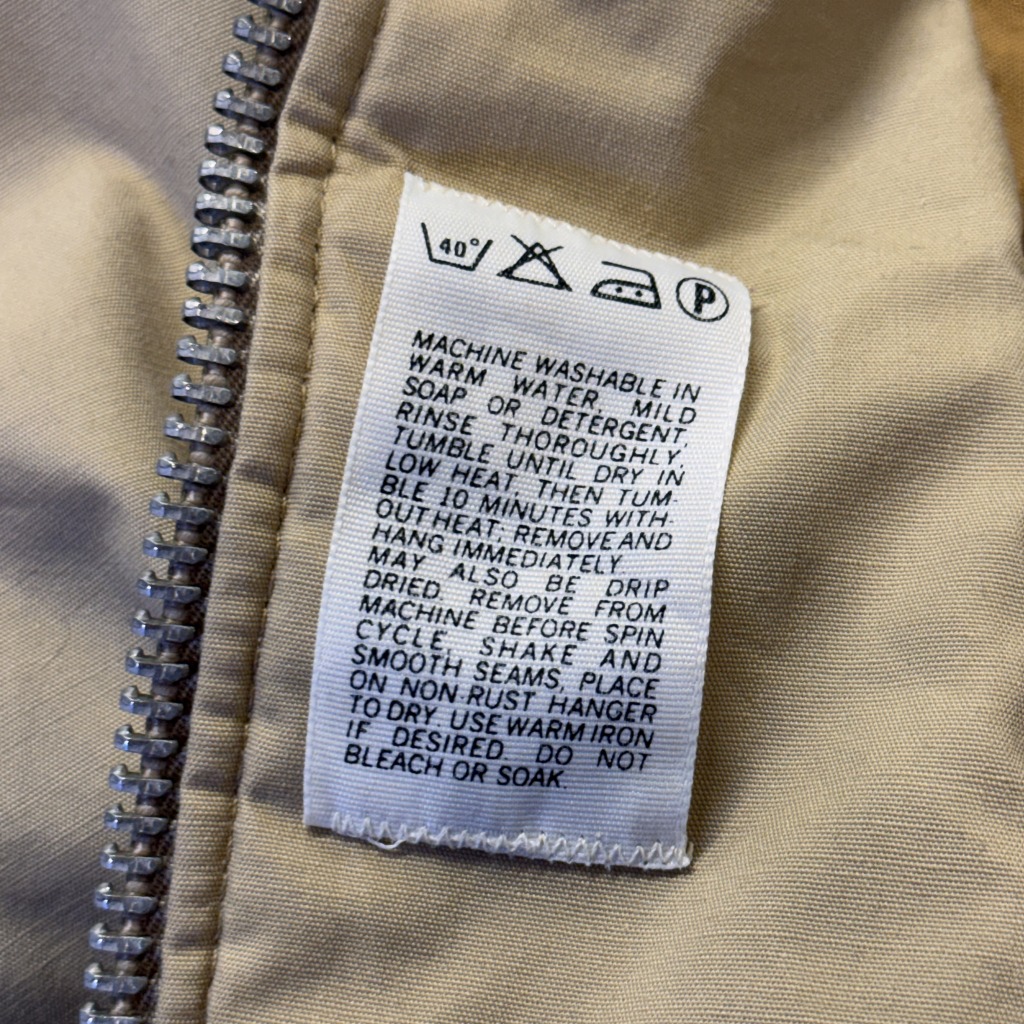 40°
P
MACHINE WASHABLE IN
WARM WATER, MILD
SOAP OR DETERGENT,
RINSE THOROUGHLY,
TUMBLE UNTIL DRY IN
LOW HEAT, THEN TUM-
BLE 10 MINUTES WITH-
OUT HEAT. REMOVE AND
HANG IMMEDIATELY.
MAY ALSO BE DRIP
DRIED. REMOVE FROM
MACHINE BEFORE SPIN
CYCLE, SHAKE AND
SMOOTH SEAMS, PLACE
ON NON-RUST HANGER
TO DRY. USE WARM IRON
IF DESIRED. DO NOT
BLEACH OR SOAK.